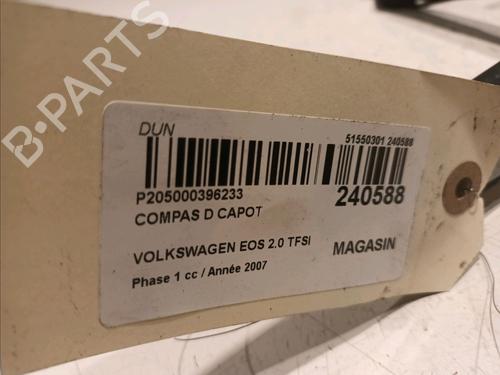 B-PARTS
DUN
51550301 240588
P205000396233
240588
COMPAS D CAPOT
VOLKSWAGEN EOS 2.0 TFSI
MAGASIN
Phase 1 cc / Année 2007